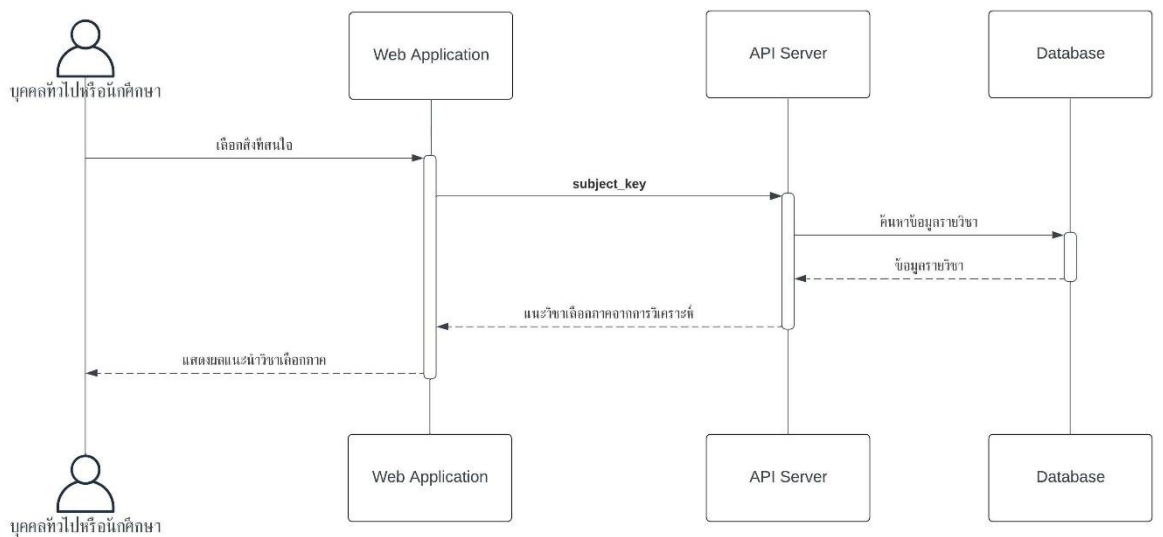 Web Application
API Server
Database
บุคคลทั่วไปหรือนักศึกษา
เลือกสิ่งที่สนใจ
subject_key
ค้นหาข้อมูลรายวิชา
ข้อมูลรายวิชา
แนะวิชาเลือกภาคจากการวิเคราะห์
แสดงผลแนะนำวิชาเลือกภาค
Web Application
API Server
Database
บุคคลทั่วไปหรือนักศึกษา